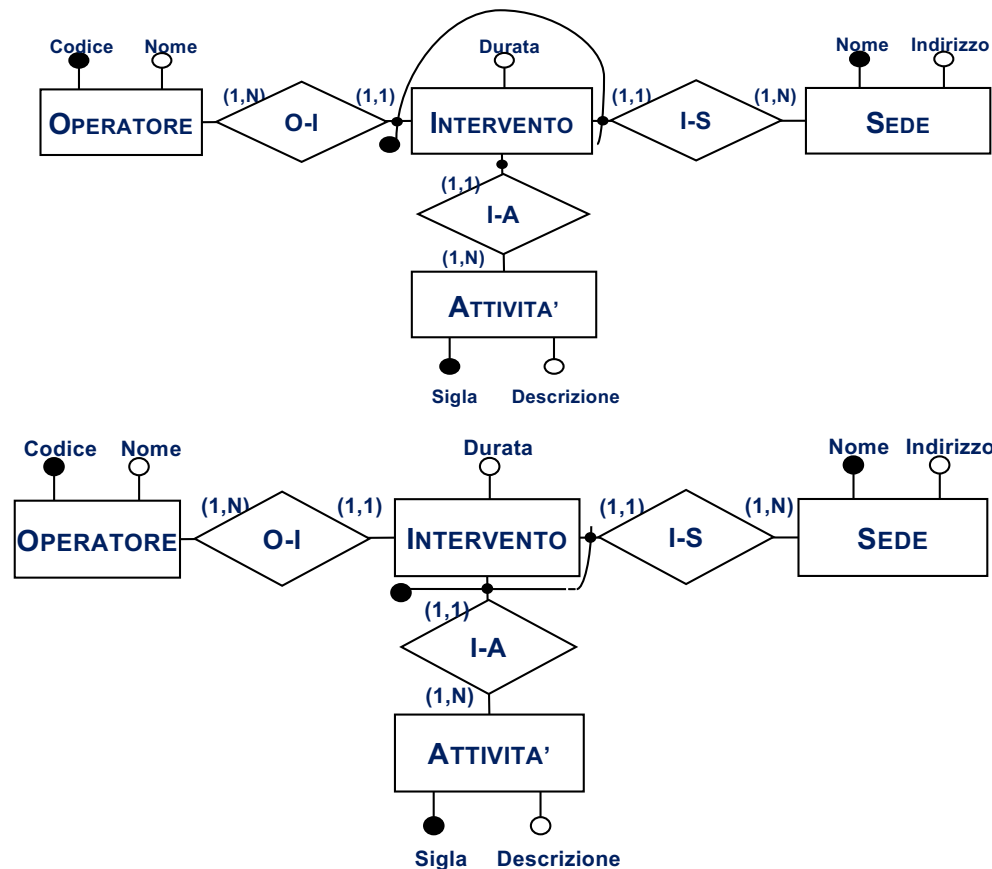 Codice Nome Durata Nome Indirizzo
(1,N) (1,1) (1,1) (1,N)
OPERATORE O-I INTERVENTO I-S SEDE
(1,1)
I-A
(1,N)
ATTIVITA’
Sigla Descrizione
Codice Nome Durata Nome Indirizzo
(1,N) (1,1) (1,1) (1,N)
OPERATORE O-I INTERVENTO I-S SEDE
(1,1)
I-A
(1,N)
ATTIVITA’
Sigla Descrizione